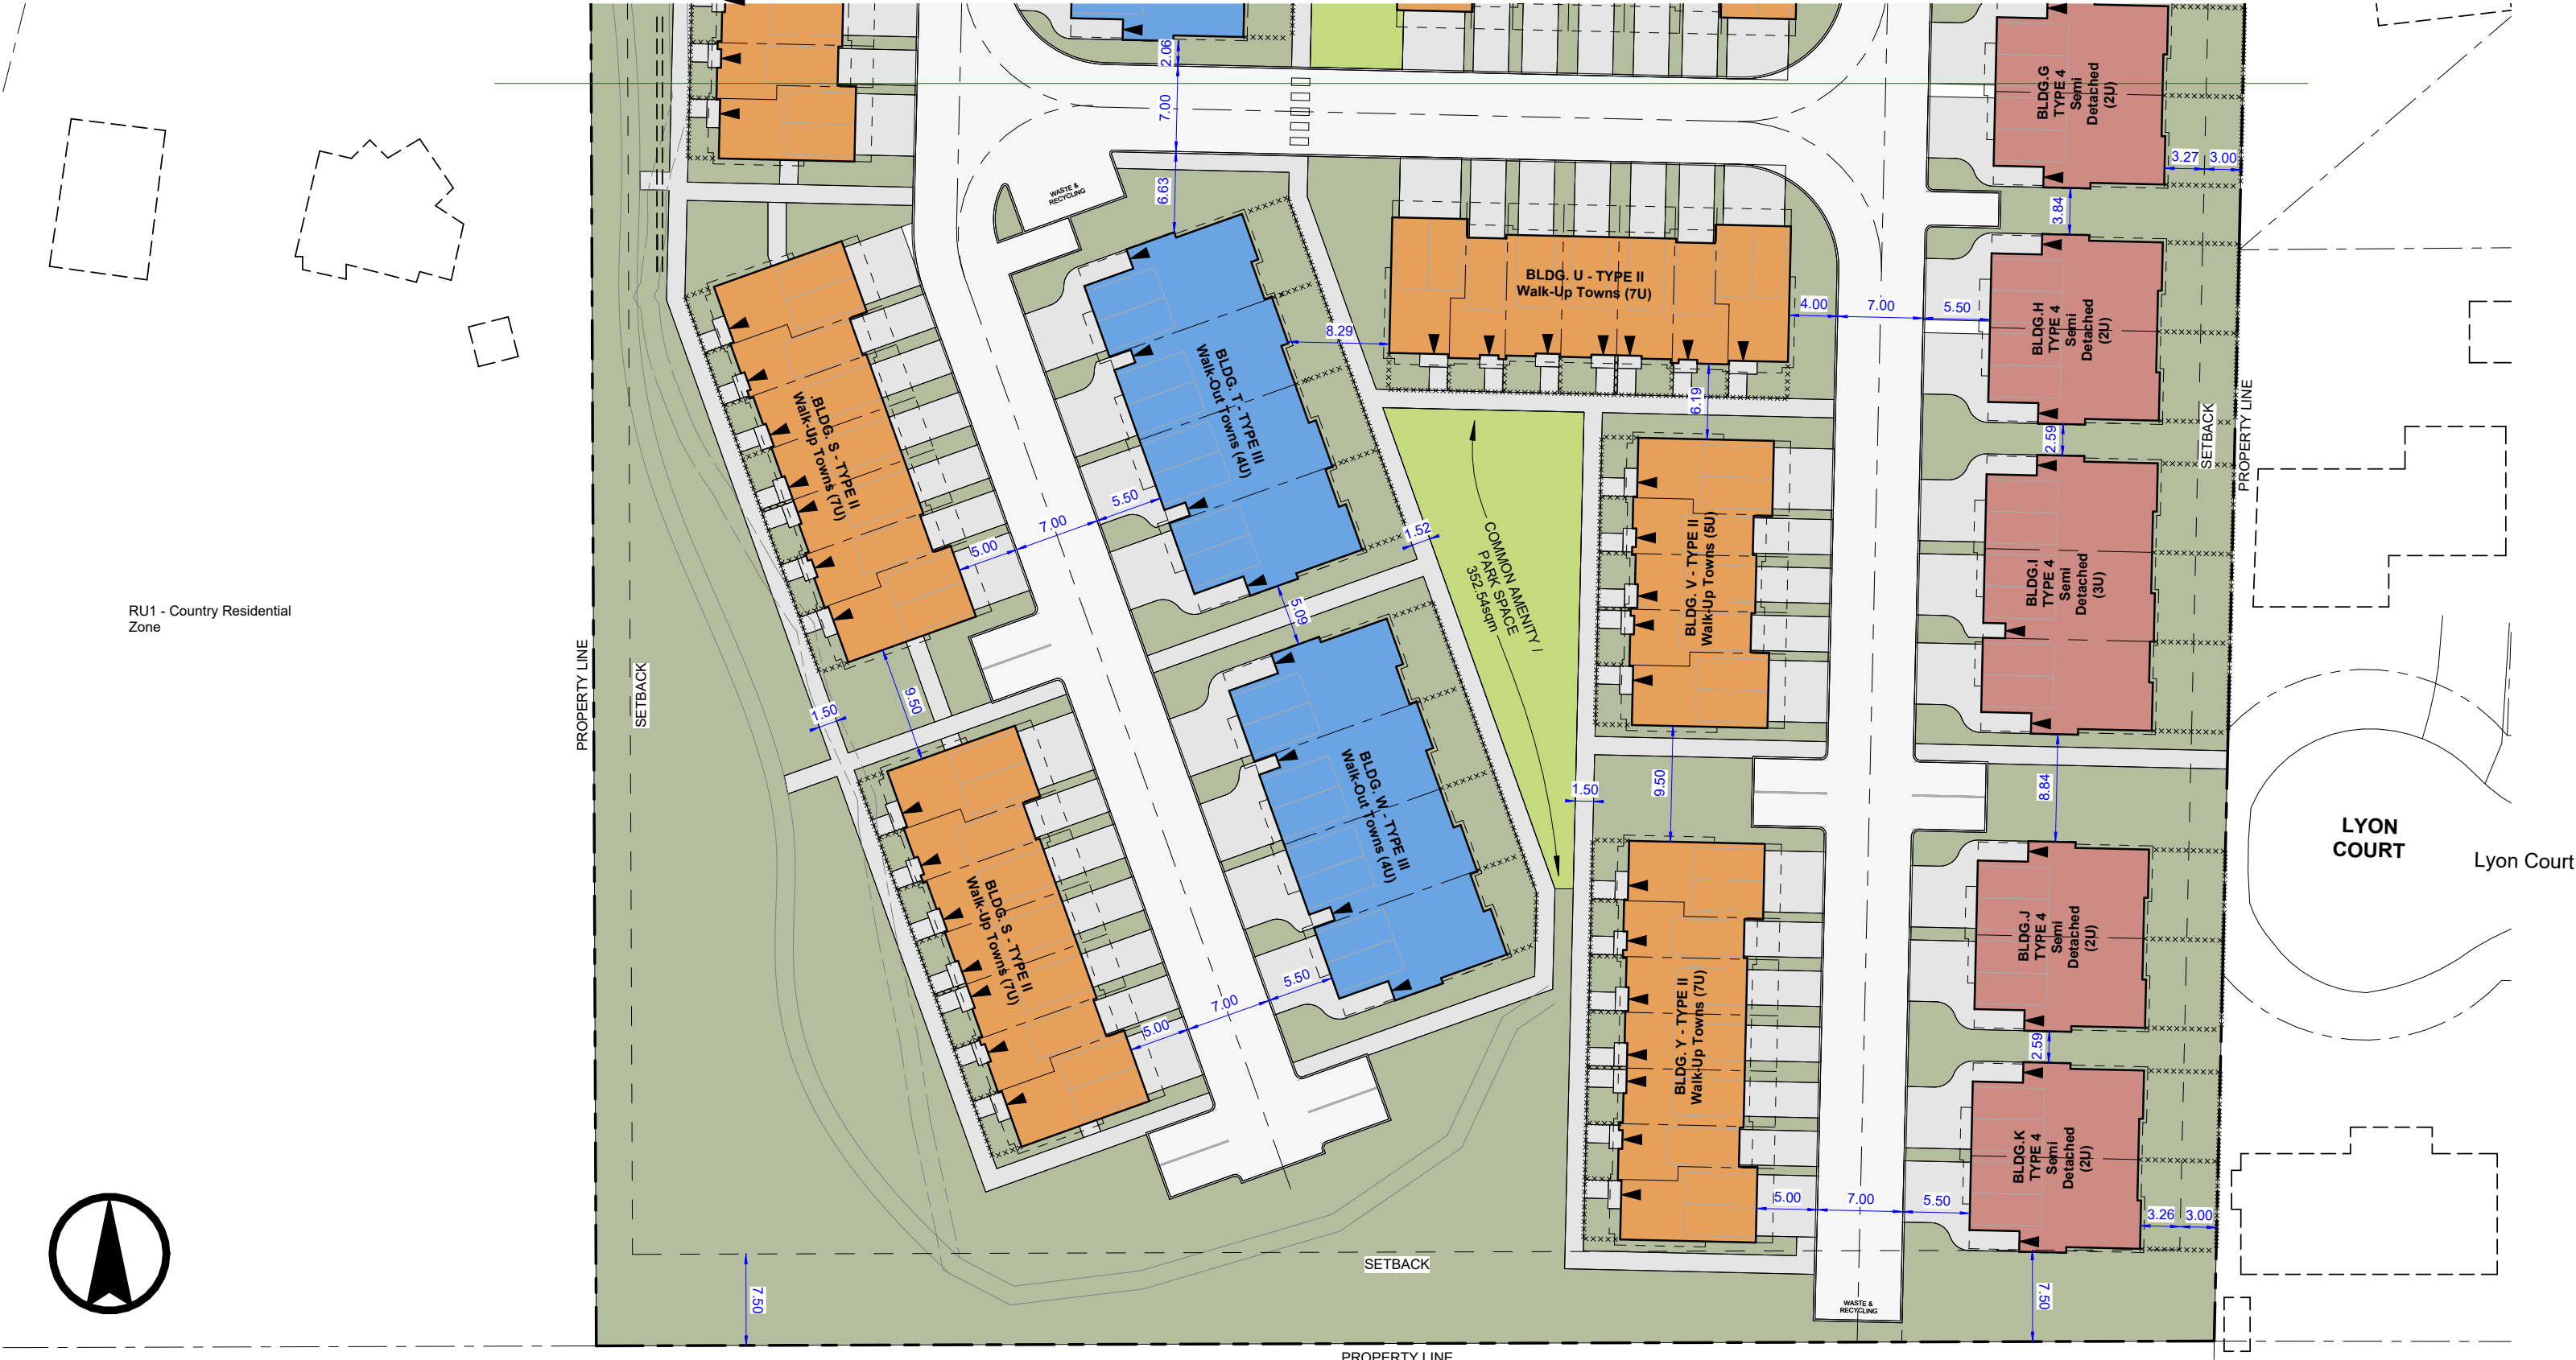 2.06
7.00
6.63
WASTE &
RECYCLING
BLDG.G
TYPE 4
Semi
Detached
(2U)
3.27
3.00
3.84
BLDG. U - TYPE II
Walk-Up Towns (7U)
8.29
4.00
7.00
5.50
BLDG.H
TYPE 4
Semi
Detached
(2U)
BLDG. T - TYPE III
Walk-Out Towns (4U)
BLDG. S - TYPE II
Walk-Up Towns (7U)
6.19
2.59
SETBACK
PROPERTY LINE
5.00
7.00
5.50
1.52
COMMON AMENITY /
PARK SPACE
352.54sqm
BLDG. V - TYPE II
Walk-Up Towns (5U)
BLDG.I
TYPE 4
Semi
Detached
(3U)
RU1 - Country Residential
Zone
5.09
PROPERTY LINE
SETBACK
1.50
9.50
1.50
9.50
8.84
BLDG. W - TYPE III
Walk-Out Towns (4U)
LYON
COURT
Lyon Court
BLDG. S - TYPE II
Walk-Up Towns (7U)
BLDG.J
TYPE 4
Semi
Detached
(2U)
5.00
7.00
5.50
BLDG. Y - TYPE II
Walk-Up Towns (7U)
2.59
BLDG.K
TYPE 4
Semi
Detached
(2U)
5.00
7.00
5.50
3.26
3.00
SETBACK
7.50
7.50
WASTE &
RECYCLING
PROPERTY LINE